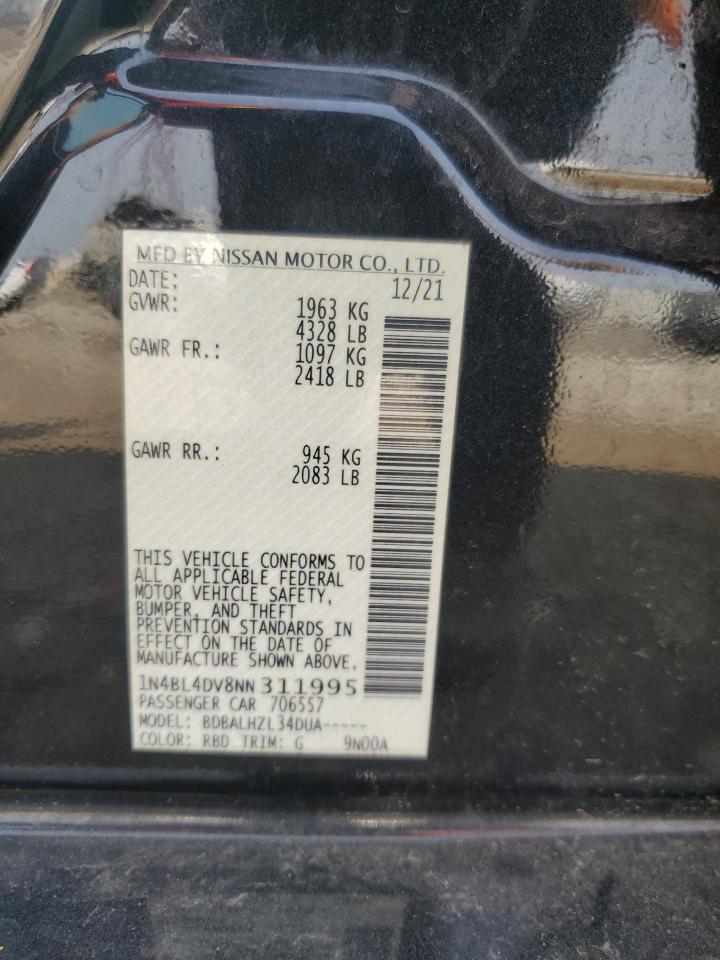 MFD BY NISSAN MOTOR CO., LTD.
DATE: 12/21
GVWR: 1963 KG
4328 LB
GAWR FR.: 1097 KG
2418 LB
GAWR RR.: 945 KG
2083 LB
THIS VEHICLE CONFORMS TO
ALL APPLICABLE FEDERAL
MOTOR VEHICLE SAFETY,
BUMPER, AND THEFT
PREVENTION STANDARDS IN
EFFECT ON THE DATE OF
MANUFACTURE SHOWN ABOVE.
1N4BL4DV8NN 311995
PASSENGER CAR 706557
MODEL: BDBALHZL34DUA-----
COLOR: RBD TRIM: G 9N00A